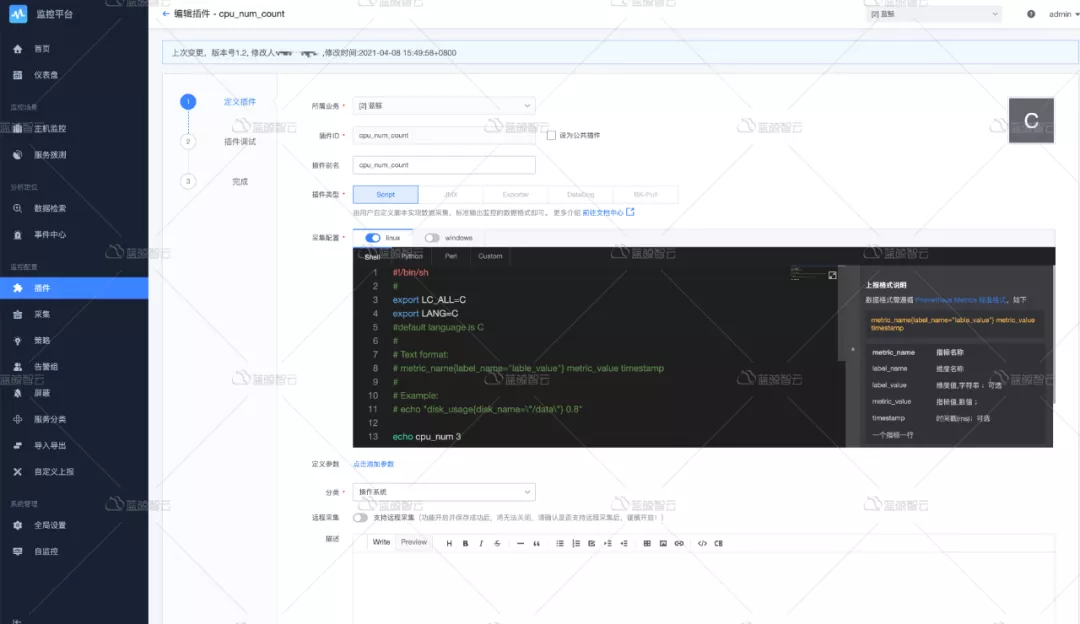 监控平台
← 编辑插件 - cpu_num_count
[2] 蓝鲸
admin
首页
仪表盘
监控场景
主机监控
服务拨测
分析定位
数据检索
事件中心
监控配置
插件
采集
策略
告警组
屏蔽
服务分类
导入导出
自定义上报
系统管理
全局设置
自监控
上次变更，版本号1.2, 修改人 ,修改时间:2021-04-08 15:49:58+0800
1 定义插件
2 插件调试
3 完成
所属业务 * [2] 蓝鲸
插件ID * cpu_num_count 设为公共插件
插件别名 cpu_num_count
C
插件类型 * Script JMX Exporter DataDog BK-Pull
由用户自定义脚本实现数据采集，标准输出监控的数据格式即可。 更多介绍 前往文档中心
采集配置 * linux windows
Shell Python Perl Custom
1 #!/bin/sh
2 #
3 export LC_ALL=C
4 export LANG=C
5 #default language is C
6 #
7 # Text format:
8 # metric_name{label_name="lable_value"} metric_value timestamp
9 #
10 # Example:
11 # echo "disk_usage{disk_name=\"/data\"} 0.8"
12
13 echo cpu_num 3
上报格式说明
数据格式需遵循 Prometheus Metrics 标准格式，如下
metric_name{label_name="lable_value"} metric_value
timestamp
metric_name 指标名称
label_name 维度名称
label_value 维度值,字符串； 可选
metric_value 指标值,数值；
timestamp 时间戳(ms)： 可选
一个指标一行
定义参数 点击添加参数
分类 * 操作系统
远程采集 支持远程采集（功能开启并保存成功后，将无法关闭，请确认是否支持远程采集后，谨慎开启！）
描述
Write Preview H B I S
蓝鲸智云